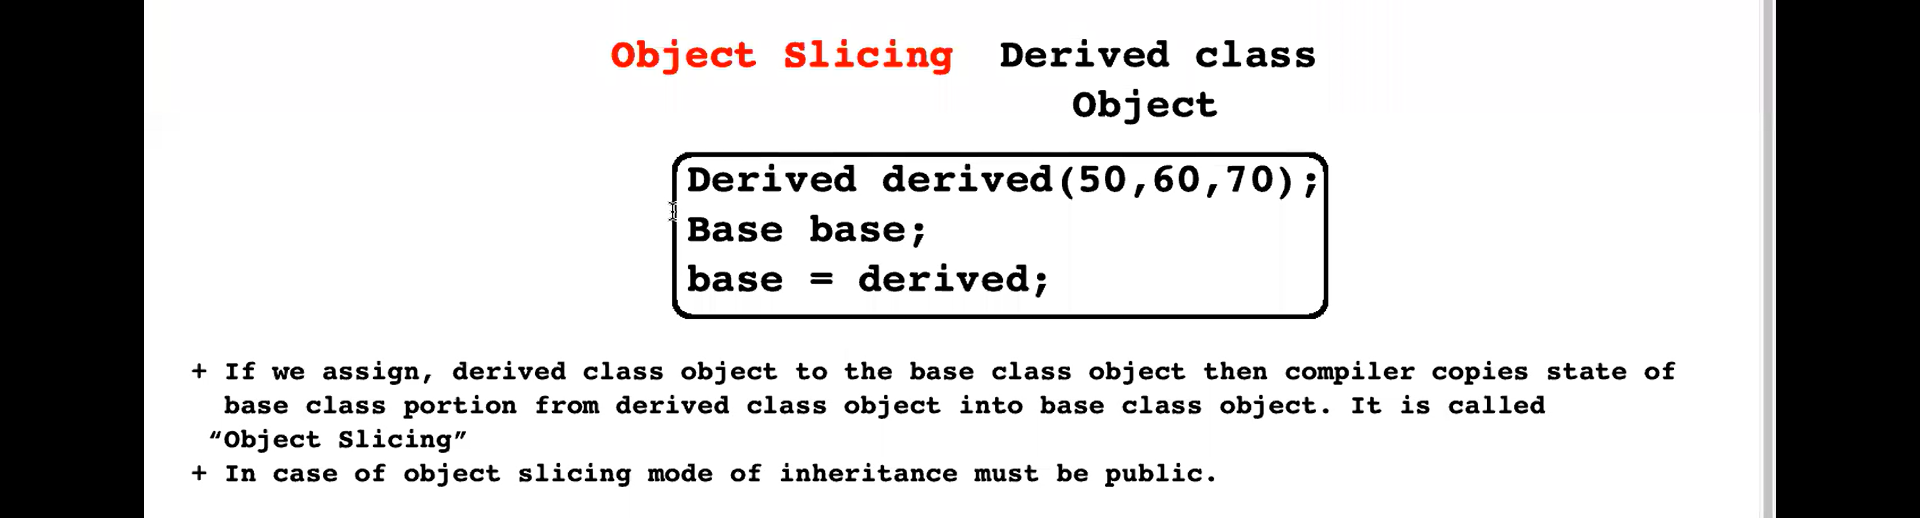 Object Slicing Derived class
Object
Derived derived(50,60,70);
Base base;
base = derived;
+ If we assign, derived class object to the base class object then compiler copies state of
base class portion from derived class object into base class object. It is called
“Object Slicing”
+ In case of object slicing mode of inheritance must be public.